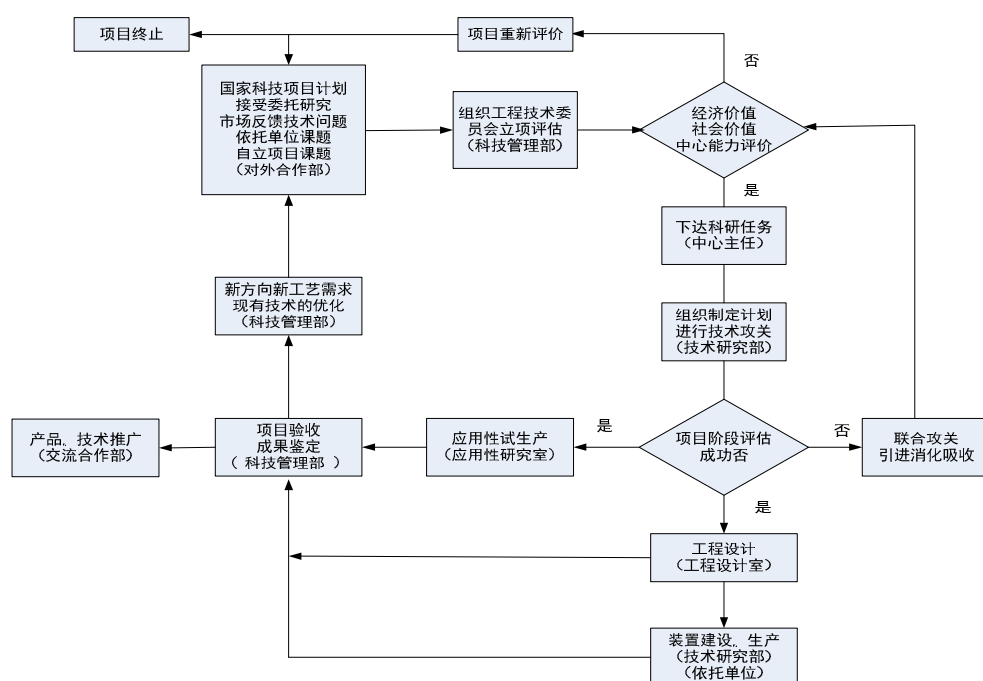 项目终止
项目重新评价
否
国家科技项目计划
接受委托研究
市场反馈技术问题
依托单位课题
自立项目课题
（对外合作部）
组织工程技术委
员会立项评估
（科技管理部）
经济价值
社会价值
中心能力评价
是
下达科研任务
（中心主任）
新方向新工艺需求
现有技术的优化
（科技管理部）
组织制定计划
进行技术攻关
（技术研究部）
产品、技术推广
（交流合作部）
项目验收
成果鉴定
（ 科技管理部 ）
应用性试生产
（应用性研究室）
是
项目阶段评估
成功否
否
联合攻关
引进消化吸收
是
工程设计
（工程设计室）
装置建设、生产
（技术研究部）
（依托单位）